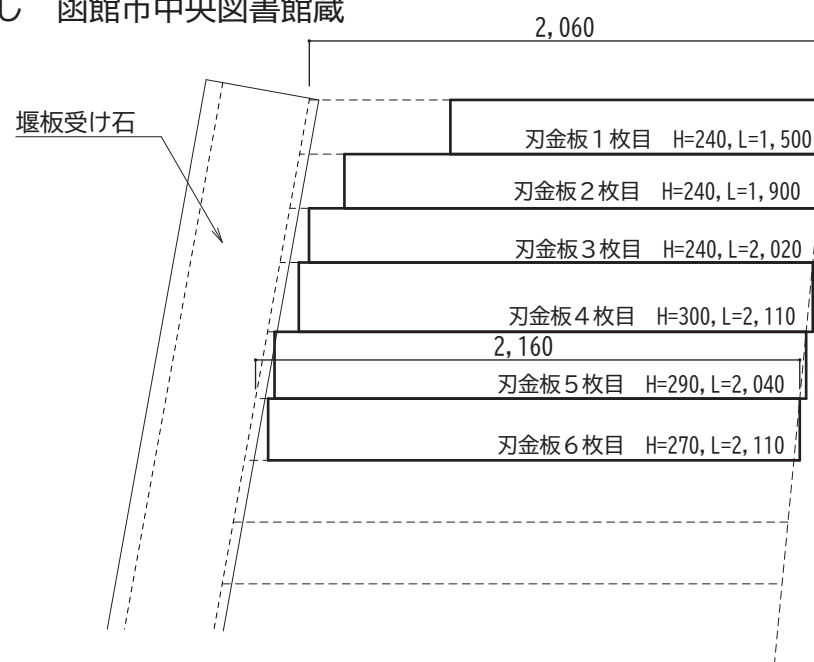 し　函館市中央図書館蔵
2,060
堰板受け石
刃金板１枚目　H=240, L=1,500
刃金板２枚目　H=240, L=1,900
刃金板３枚目　H=240, L=2,020
刃金板４枚目　H=300, L=2,110
2,160
刃金板５枚目　H=290, L=2,040
刃金板６枚目　H=270, L=2,110